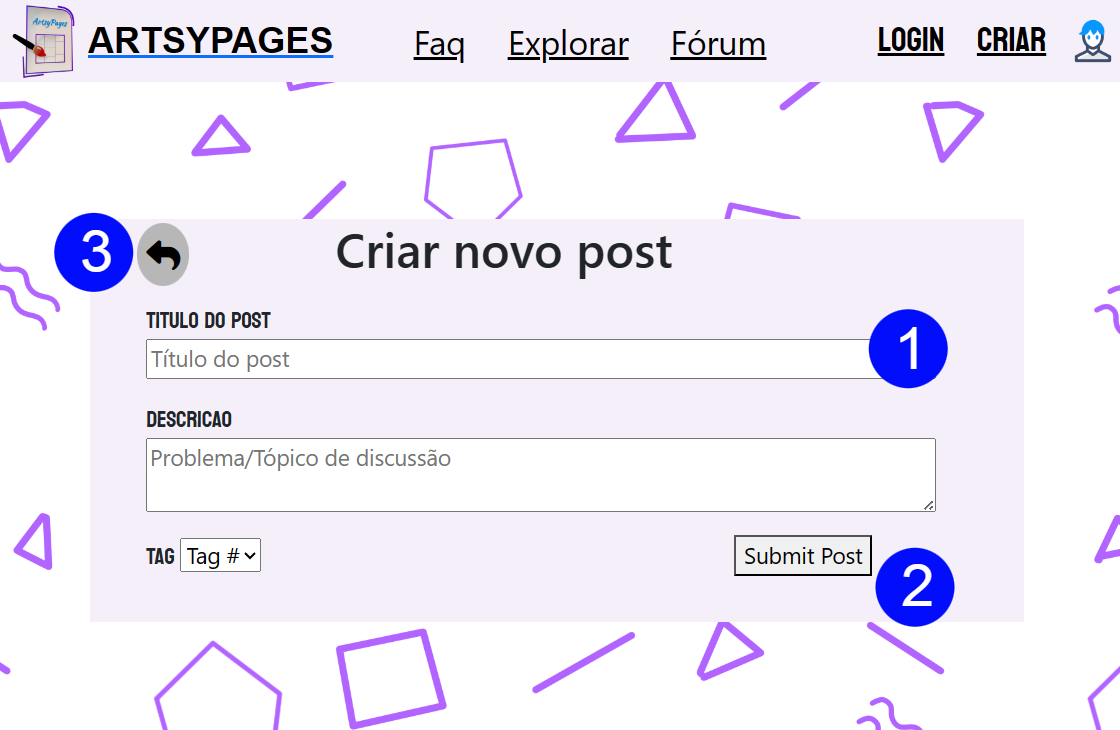 ArtsyPages
ARTSYPAGES Faq Explorar Fórum LOGIN CRIAR
3 Criar novo post
TITULO DO POST
Título do post 1
DESCRICAO
Problema/Tópico de discussão
TAG Tag # Submit Post
2